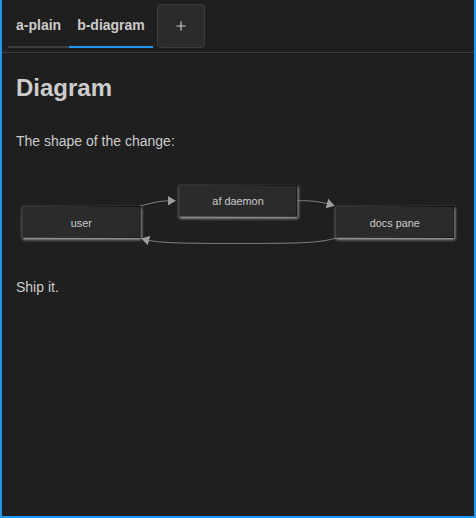 a-plain b-diagram +
Diagram
The shape of the change:
af daemon
user
docs pane
Ship it.